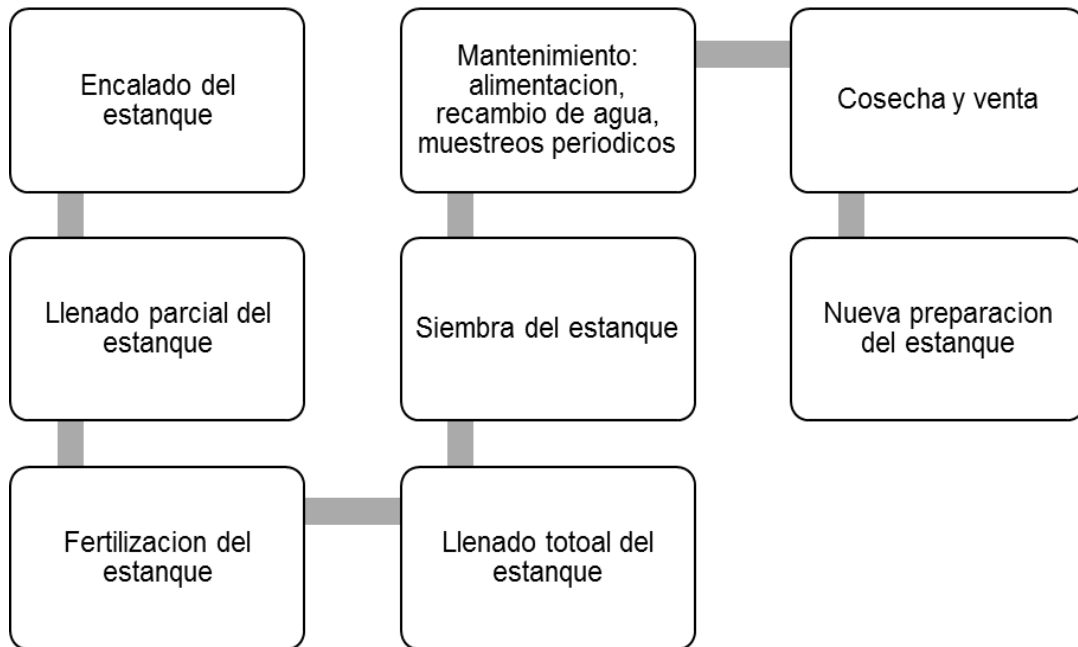 Encalado del
estanque
Llenado parcial del
estanque
Fertilizacion del
estanque
Llenado totoal del
estanque
Siembra del estanque
Mantenimiento:
alimentacion,
recambio de agua,
muestreos periodicos
Cosecha y venta
Nueva preparacion
del estanque